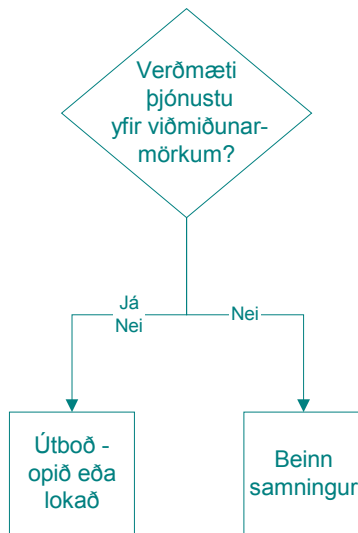 Verðmæti
þjónustu
yfir viðmiðunar-
mörkum?
Já
Nei
Nei
Útboð -
opið eða
lokað
Beinn
samningur